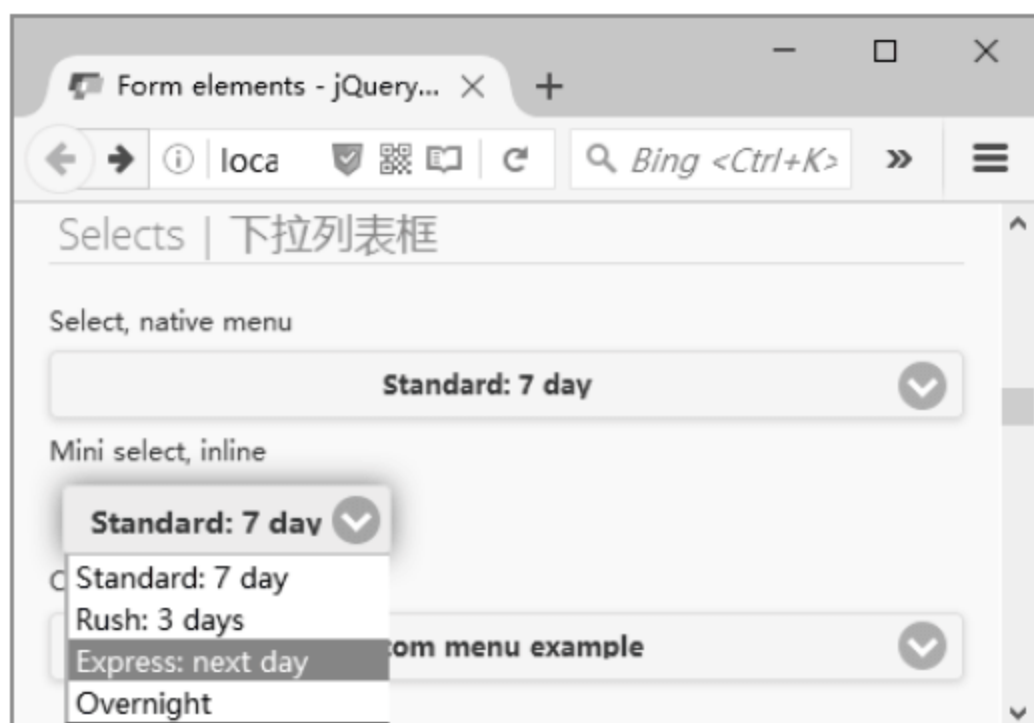 Form elements - jQuery...
loca
Bing <Ctrl+K>
Selects | 下拉列表框
Select, native menu
Standard: 7 day
Mini select, inline
Standard: 7 day
Standard: 7 day
Rush: 3 days
Express: next day
om menu example
Overnight